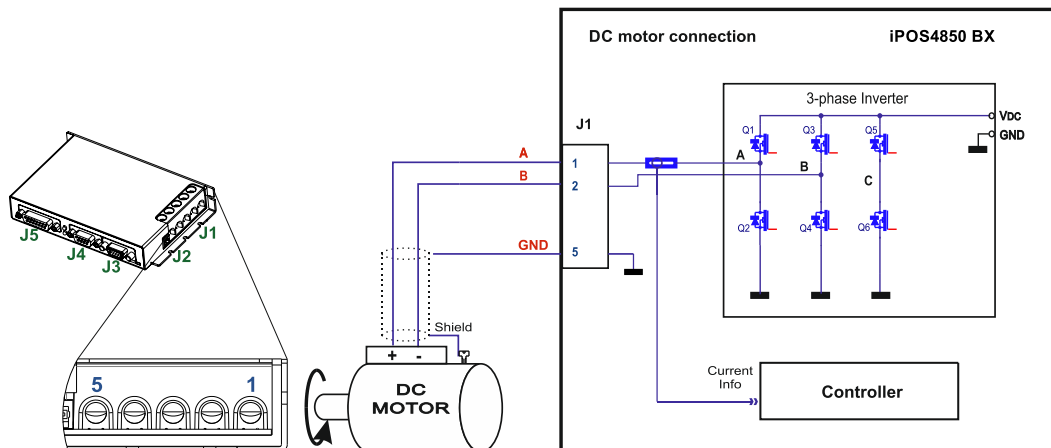 DC motor connection
iPOS4850 BX
3-phase Inverter
VDC
GND
Q1
Q3
Q5
J1
A
A
1
B
B
2
C
Q2
Q4
Q6
GND
5
J5
J4
J3
J2
J1
Shield
+ -
DC
MOTOR
5
1
Current
Info
Controller